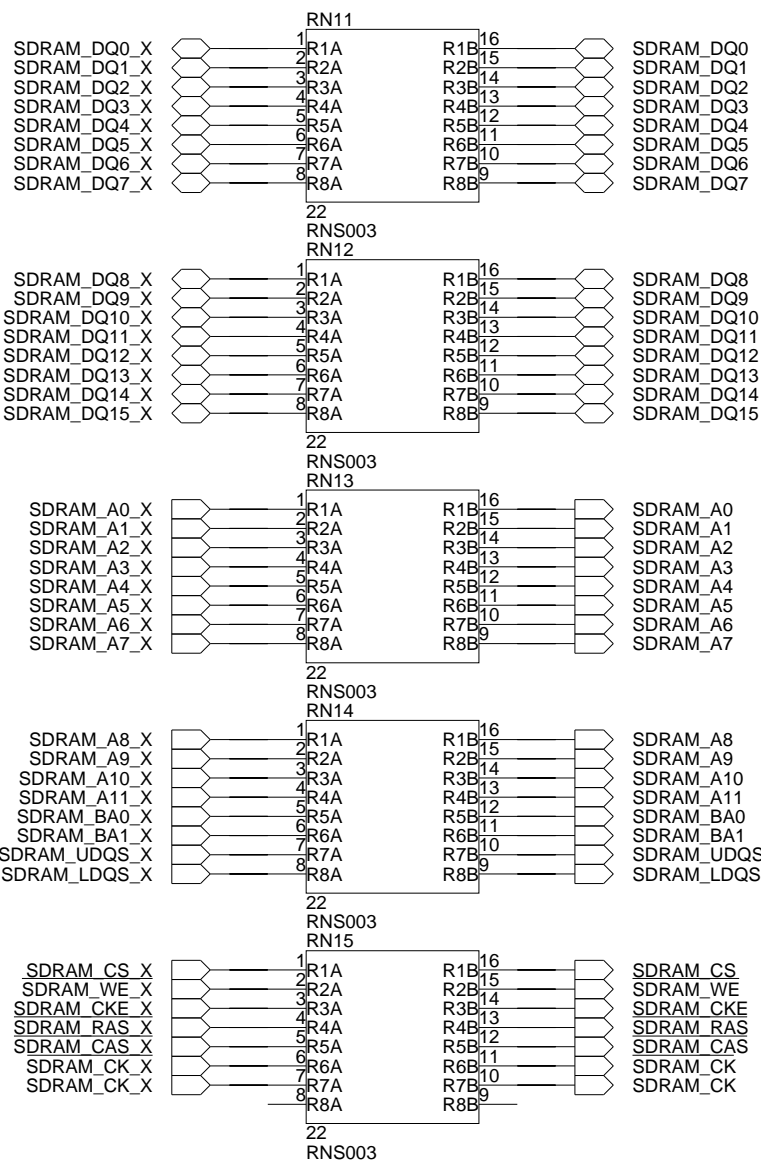 RN11
SDRAM_DQ0_X 1 R1A R1B 16 SDRAM_DQ0
SDRAM_DQ1_X 2 R2A R2B 15 SDRAM_DQ1
SDRAM_DQ2_X 3 R3A R3B 14 SDRAM_DQ2
SDRAM_DQ3_X 4 R4A R4B 13 SDRAM_DQ3
SDRAM_DQ4_X 5 R5A R5B 12 SDRAM_DQ4
SDRAM_DQ5_X 6 R6A R6B 11 SDRAM_DQ5
SDRAM_DQ6_X 7 R7A R7B 10 SDRAM_DQ6
SDRAM_DQ7_X 8 R8A R8B 9 SDRAM_DQ7
22
RNS003
RN12
SDRAM_DQ8_X 1 R1A R1B 16 SDRAM_DQ8
SDRAM_DQ9_X 2 R2A R2B 15 SDRAM_DQ9
SDRAM_DQ10_X 3 R3A R3B 14 SDRAM_DQ10
SDRAM_DQ11_X 4 R4A R4B 13 SDRAM_DQ11
SDRAM_DQ12_X 5 R5A R5B 12 SDRAM_DQ12
SDRAM_DQ13_X 6 R6A R6B 11 SDRAM_DQ13
SDRAM_DQ14_X 7 R7A R7B 10 SDRAM_DQ14
SDRAM_DQ15_X 8 R8A R8B 9 SDRAM_DQ15
22
RNS003
RN13
SDRAM_A0_X 1 R1A R1B 16 SDRAM_A0
SDRAM_A1_X 2 R2A R2B 15 SDRAM_A1
SDRAM_A2_X 3 R3A R3B 14 SDRAM_A2
SDRAM_A3_X 4 R4A R4B 13 SDRAM_A3
SDRAM_A4_X 5 R5A R5B 12 SDRAM_A4
SDRAM_A5_X 6 R6A R6B 11 SDRAM_A5
SDRAM_A6_X 7 R7A R7B 10 SDRAM_A6
SDRAM_A7_X 8 R8A R8B 9 SDRAM_A7
22
RNS003
RN14
SDRAM_A8_X 1 R1A R1B 16 SDRAM_A8
SDRAM_A9_X 2 R2A R2B 15 SDRAM_A9
SDRAM_A10_X 3 R3A R3B 14 SDRAM_A10
SDRAM_A11_X 4 R4A R4B 13 SDRAM_A11
SDRAM_BA0_X 5 R5A R5B 12 SDRAM_BA0
SDRAM_BA1_X 6 R6A R6B 11 SDRAM_BA1
SDRAM_UDQS_X 7 R7A R7B 10 SDRAM_UDQS
SDRAM_LDQS_X 8 R8A R8B 9 SDRAM_LDQS
22
RNS003
RN15
SDRAM_CS_X 1 R1A R1B 16 SDRAM_CS
SDRAM_WE_X 2 R2A R2B 15 SDRAM_WE
SDRAM_CKE_X 3 R3A R3B 14 SDRAM_CKE
SDRAM_RAS_X 4 R4A R4B 13 SDRAM_RAS
SDRAM_CAS_X 5 R5A R5B 12 SDRAM_CAS
SDRAM_CK_X 6 R6A R6B 11 SDRAM_CK
SDRAM_CK_X 7 R7A R7B 10 SDRAM_CK
8 R8A R8B 9
22
RNS003